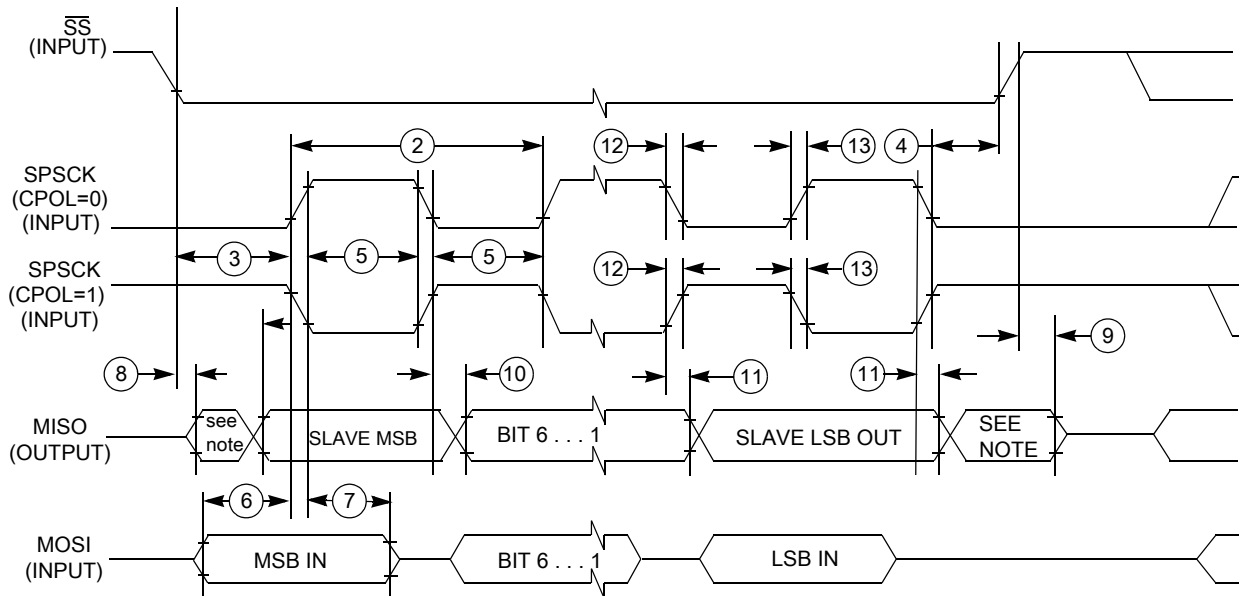 SS
(INPUT)
2
12
13
4
SPSCK
(CPOL=0)
(INPUT)
3
5
5
12
13
SPSCK
(CPOL=1)
(INPUT)
8
10
11
11
9
MISO
(OUTPUT)
see
note
SLAVE MSB
BIT 6 . . . 1
SLAVE LSB OUT
SEE
NOTE
6
7
MOSI
(INPUT)
MSB IN
BIT 6 . . . 1
LSB IN